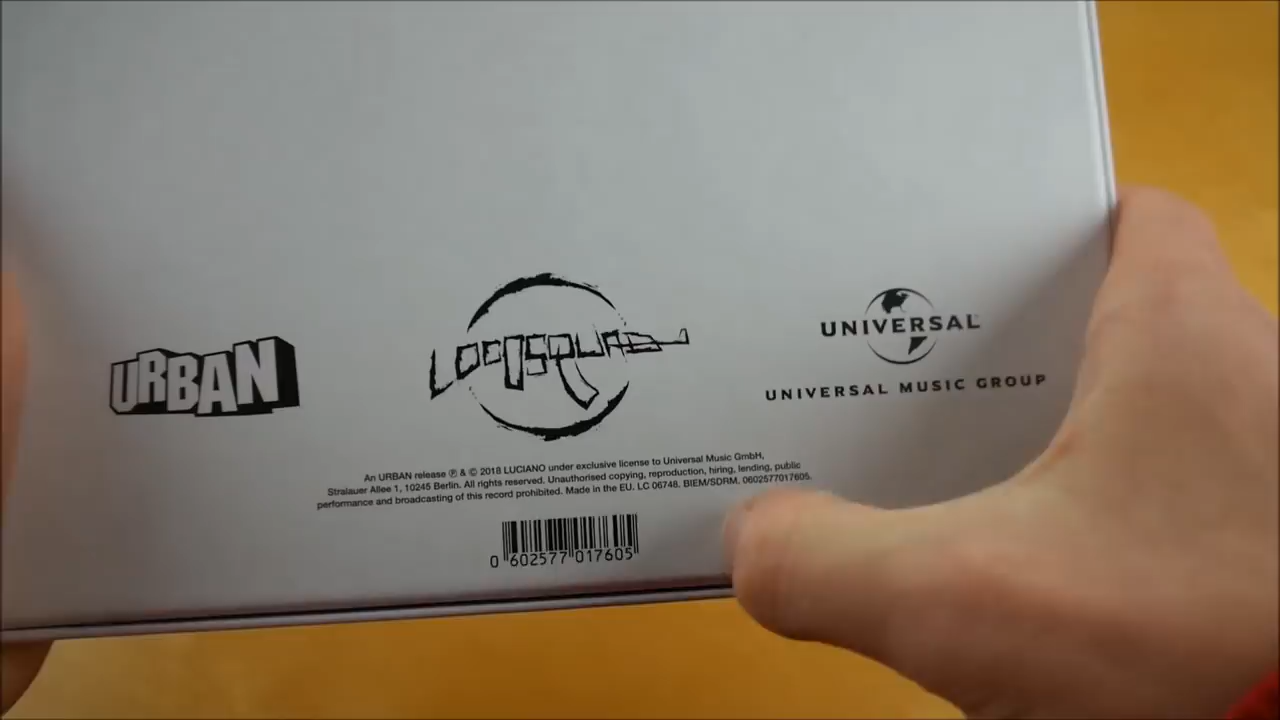 URBAN
LOCOSQUAD
UNIVERSAL
UNIVERSAL MUSIC GROUP
An URBAN release ℗ & © 2018 LUCIANO under exclusive license to Universal Music GmbH,
Stralauer Allee 1, 10245 Berlin. All rights reserved. Unauthorised copying, reproduction, hiring, lending, public
performance and broadcasting of this record prohibited. Made in the EU. LC 06748. BIEM/SDRM. 0602577017605.
0 602577 017605